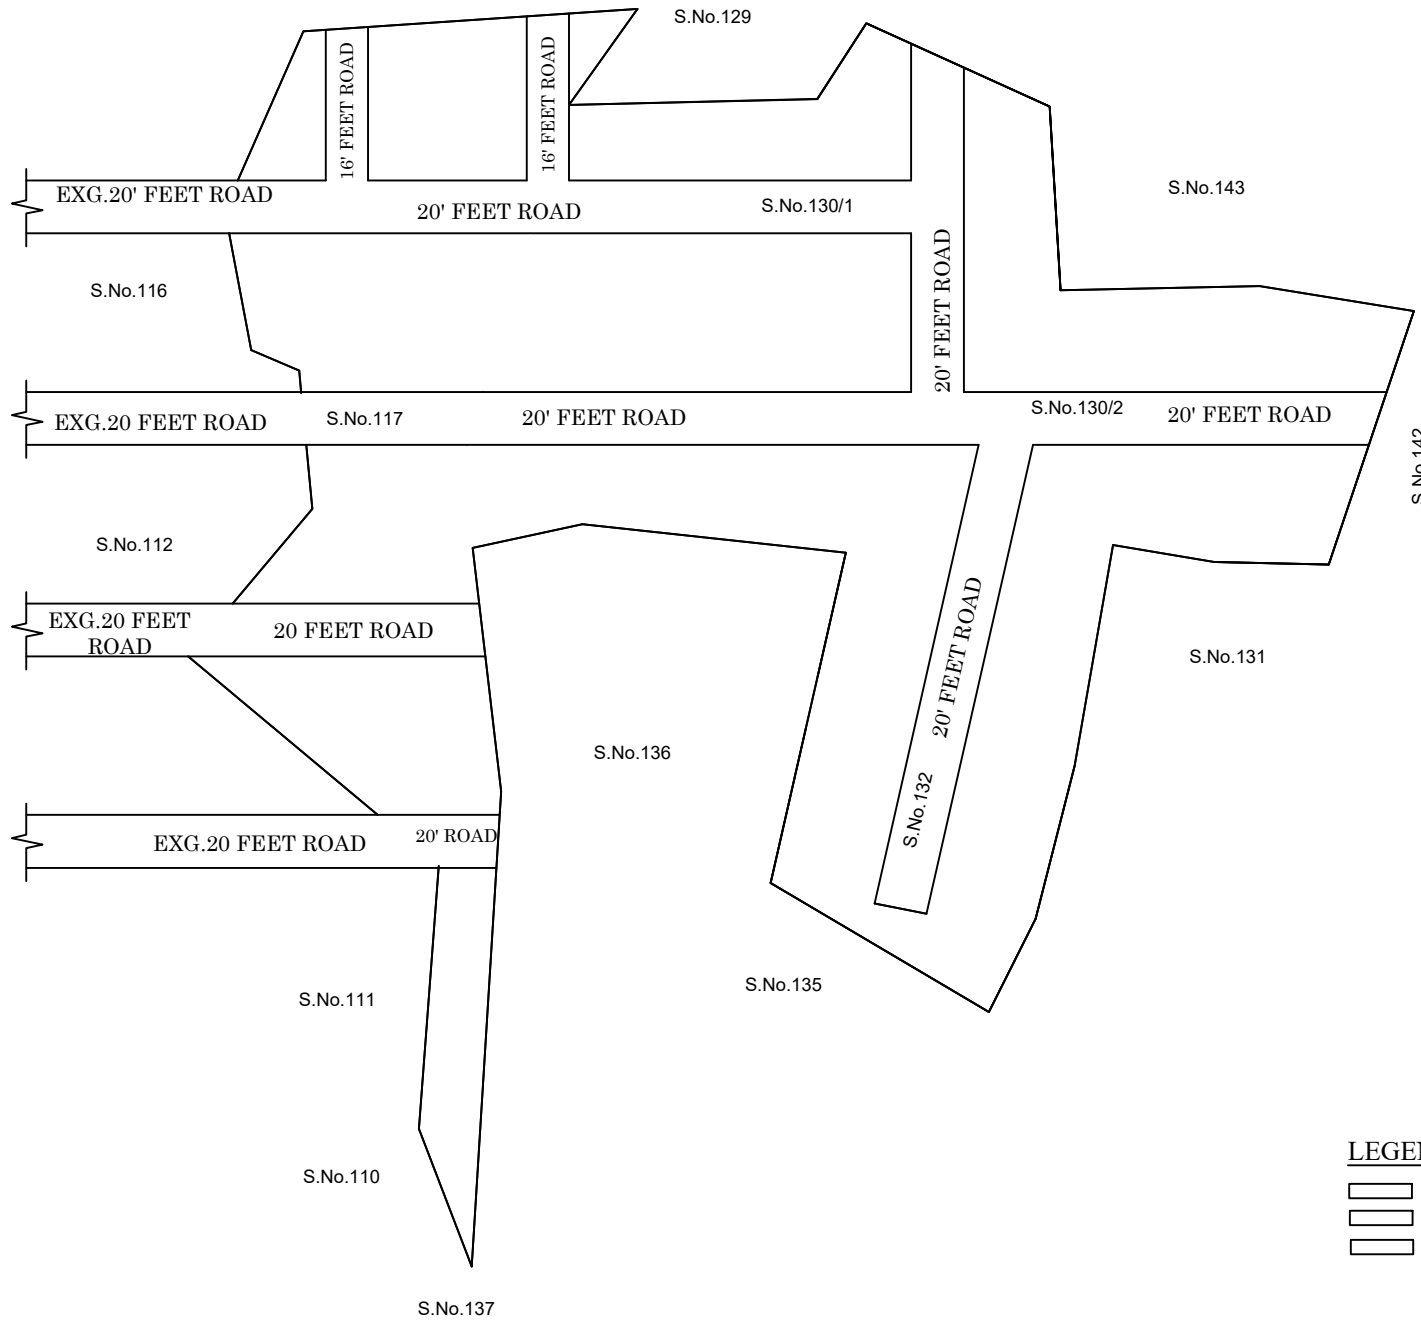 S.No.129
16' FEET ROAD
16' FEET ROAD
EXG.20' FEET ROAD
20' FEET ROAD
S.No.130/1
S.No.143
S.No.116
20' FEET ROAD
EXG.20 FEET ROAD
S.No.117
20' FEET ROAD
S.No.130/2
20' FEET ROAD
S.No.142
S.No.112
EXG.20 FEET
ROAD
20 FEET ROAD
20' FEET ROAD
S.No.131
S.No.136
S.No.132
EXG.20 FEET ROAD
20' ROAD
S.No.111
S.No.135
S.No.110
LEGE
S.No.137